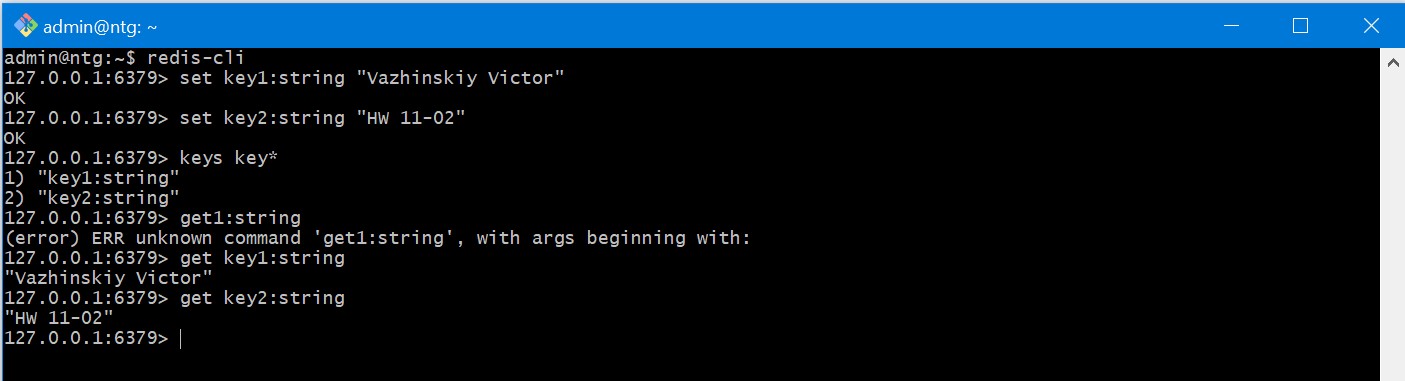 admin@ntg: ~
admin@ntg:~$ redis-cli
127.0.0.1:6379> set key1:string "Vazhinskiy Victor"
OK
127.0.0.1:6379> set key2:string "HW 11-02"
OK
127.0.0.1:6379> keys key*
1) "key1:string"
2) "key2:string"
127.0.0.1:6379> get1:string
(error) ERR unknown command 'get1:string', with args beginning with:
127.0.0.1:6379> get key1:string
"Vazhinskiy Victor"
127.0.0.1:6379> get key2:string
"HW 11-02"
127.0.0.1:6379>